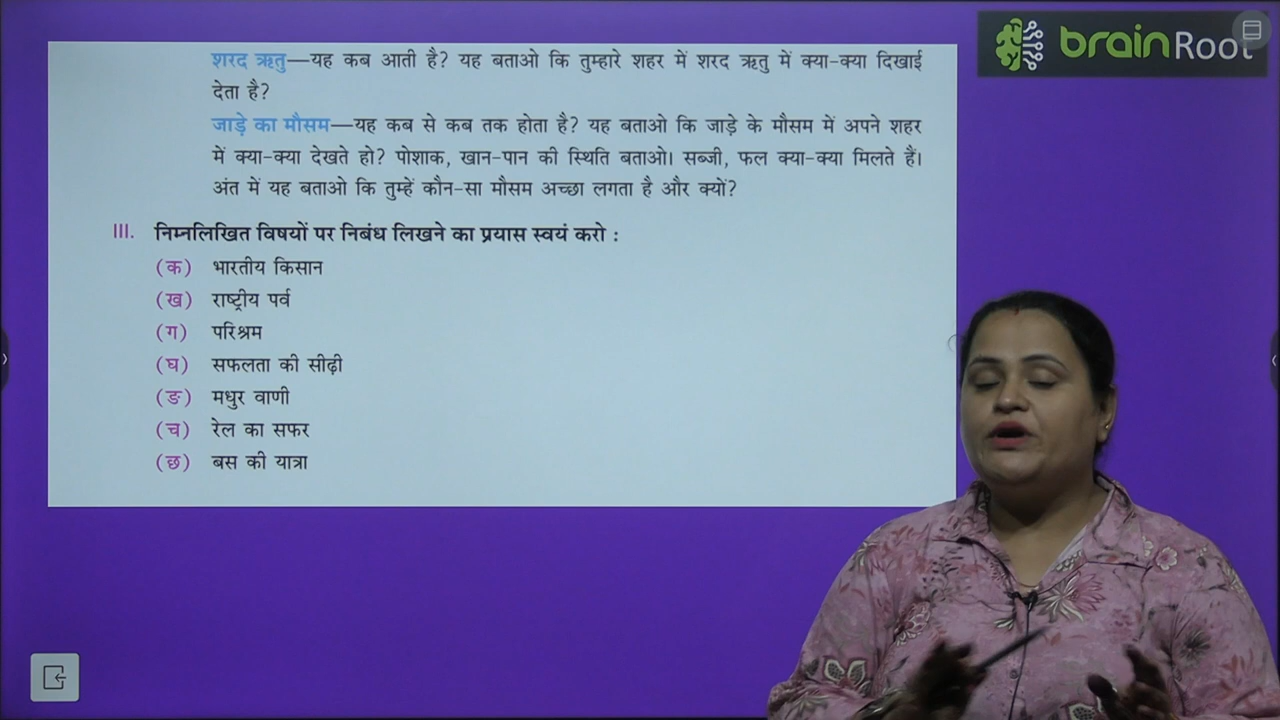 brainRoot
शरद ऋतु—यह कब आती है? यह बताओ कि तुम्हारे शहर में शरद ऋतु में क्या-क्या दिखाई
देता है?
जाड़े का मौसम—यह कब से कब तक होता है? यह बताओ कि जाड़े के मौसम में अपने शहर
में क्या-क्या देखते हो? पोशाक, खान-पान की स्थिति बताओ। सब्जी, फल क्या-क्या मिलते हैं।
अंत में यह बताओ कि तुम्हें कौन-सा मौसम अच्छा लगता है और क्यों?
III. निम्नलिखित विषयों पर निबंध लिखने का प्रयास स्वयं करो :
(क) भारतीय किसान
(ख) राष्ट्रीय पर्व
(ग) परिश्रम
(घ) सफलता की सीढ़ी
(ङ) मधुर वाणी
(च) रेल का सफर
(छ) बस की यात्रा